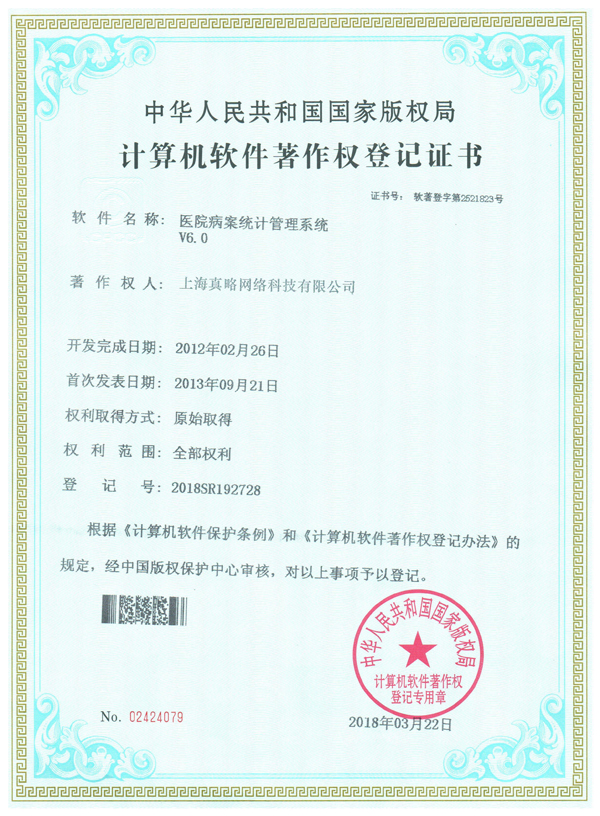 中华人民共和国国家版权局
计算机软件著作权登记证书
证书号： 软著登字第2521823号
软件名称： 医院病案统计管理系统
V6.0
著作权人： 上海真略网络科技有限公司
开发完成日期： 2012年02月26日
首次发表日期： 2013年09月21日
权利取得方式： 原始取得
权利范围： 全部权利
登记号： 2018SR192728
根据《计算机软件保护条例》和《计算机软件著作权登记办法》的
规定，经中国版权保护中心审核，对以上事项予以登记。
中华人民共和国国家版权局
计算机软件著作权
登记专用章
No. 02424079
2018年03月22日